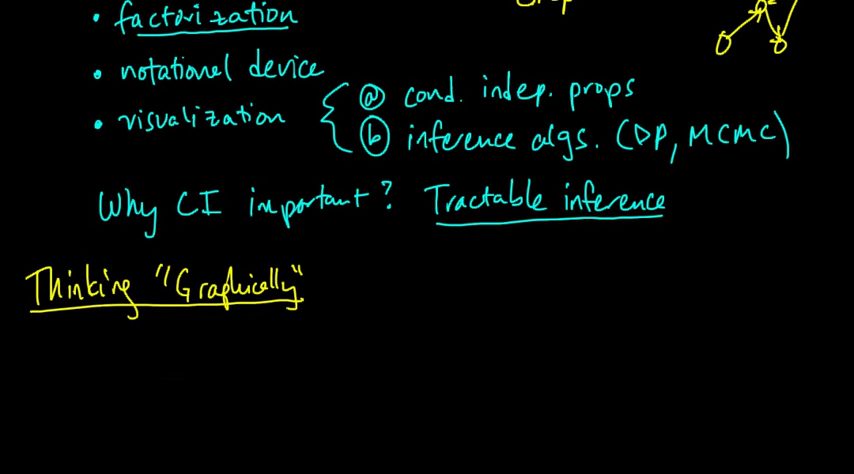 • factorization
• notational device
• visualization { ⓐ cond. indep. props
ⓑ inference algs. (DP, MCMC)
Why CI important? Tractable inference
Thinking "Graphically"